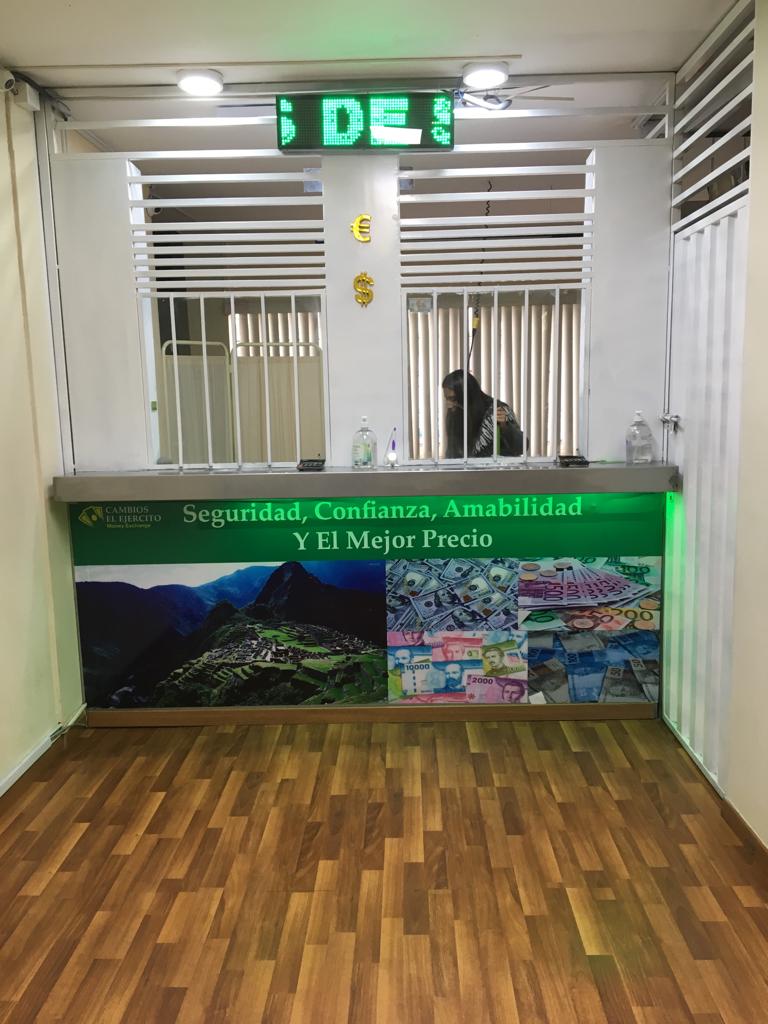 DE
€
$
CAMBIOS
EL EJERCITO
Money Exchange
Seguridad, Confianza, Amabilidad
Y El Mejor Precio
10000
2000